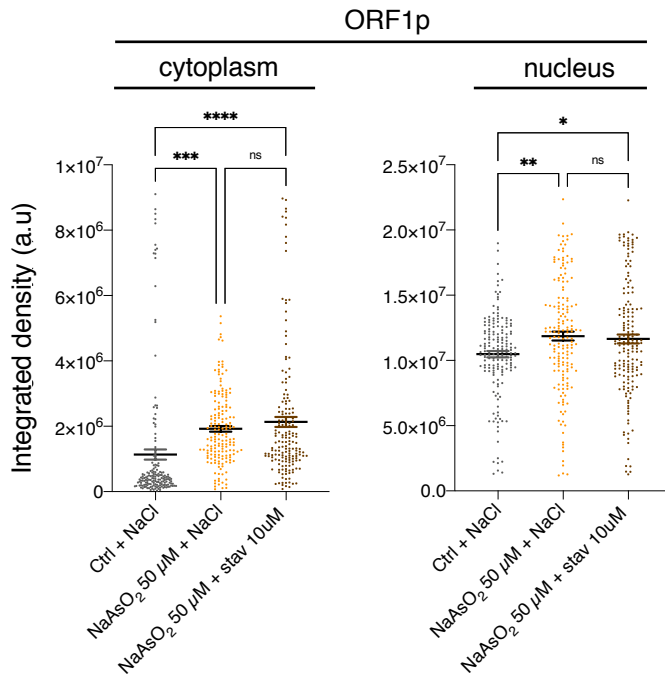 ORF1p
cytoplasm
nucleus
Integrated density (a.u)
****
***
ns
1×10⁷
8×10⁶
6×10⁶
4×10⁶
2×10⁶
0
Ctrl + NaCl
NaAsO₂ 50 µM + NaCl
NaAsO₂ 50 µM + stav 10uM
*
**
ns
2.5×10⁷
2.0×10⁷
1.5×10⁷
1.0×10⁷
5.0×10⁶
0.0
Ctrl + NaCl
NaAsO₂ 50 µM + NaCl
NaAsO₂ 50 µM + stav 10uM